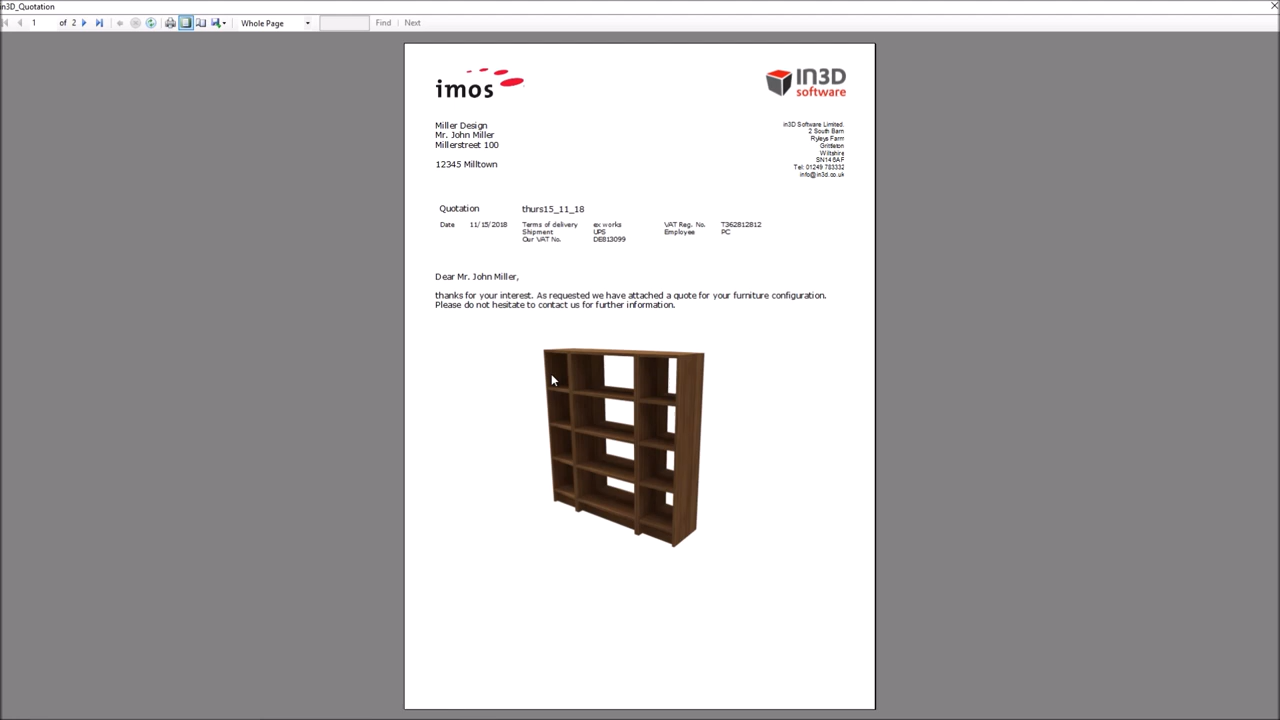 in3D_Quotation
1 of 2 Whole Page Find Next
imos
IN3D software
Miller Design
Mr. John Miller
Millerstreet 100
12345 Milltown
in3D Software Limited.
2 South Barn
Ryleys Farm
Grittleton
Wiltshire
SN14 6AF
Tel: 01249 783332
info@in3d.co.uk
Quotation thurs15_11_18
Date 11/15/2018 Terms of delivery ex works VAT Reg. No. T362812812
Shipment UPS Employee PC
Our VAT No. DE813099
Dear Mr. John Miller,
thanks for your interest. As requested we have attached a quote for your furniture configuration.
Please do not hesitate to contact us for further information.